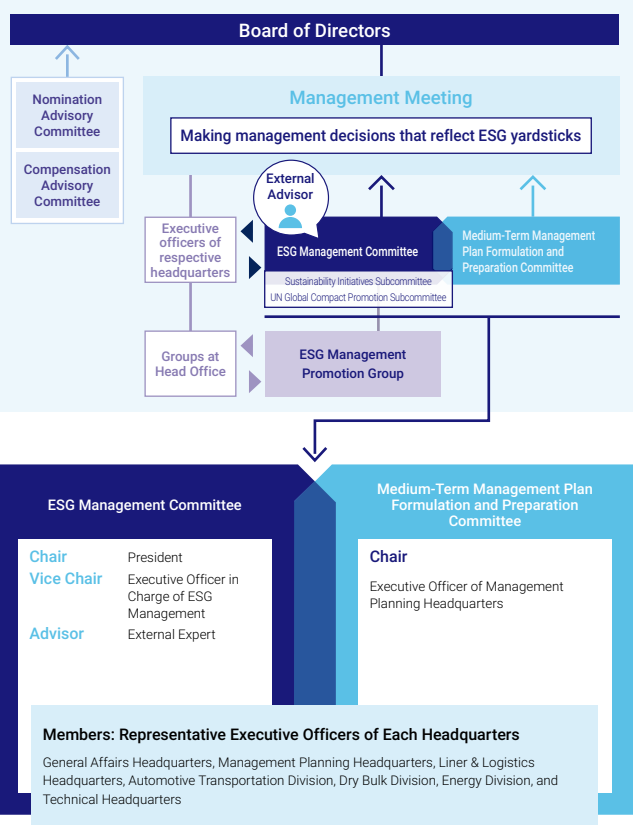 Board of Directors
Nomination
Advisory
Committee
Compensation
Advisory
Committee
Management Meeting
Making management decisions that reflect ESG yardsticks
External
Advisor
Executive
officers of
respective
headquarters
ESG Management Committee
Medium-Term Management
Plan Formulation and
Preparation Committee
Sustainability Initiatives Subcommittee
UN Global Compact Promotion Subcommittee
Groups at
Head Office
ESG Management
Promotion Group
ESG Management Committee
Medium-Term Management Plan
Formulation and Preparation
Committee
Chair President
Vice Chair Executive Officer in
Charge of ESG
Management
Advisor External Expert
Chair
Executive Officer of Management
Planning Headquarters
Members: Representative Executive Officers of Each Headquarters
General Affairs Headquarters, Management Planning Headquarters, Liner & Logistics
Headquarters, Automotive Transportation Division, Dry Bulk Division, Energy Division, and
Technical Headquarters